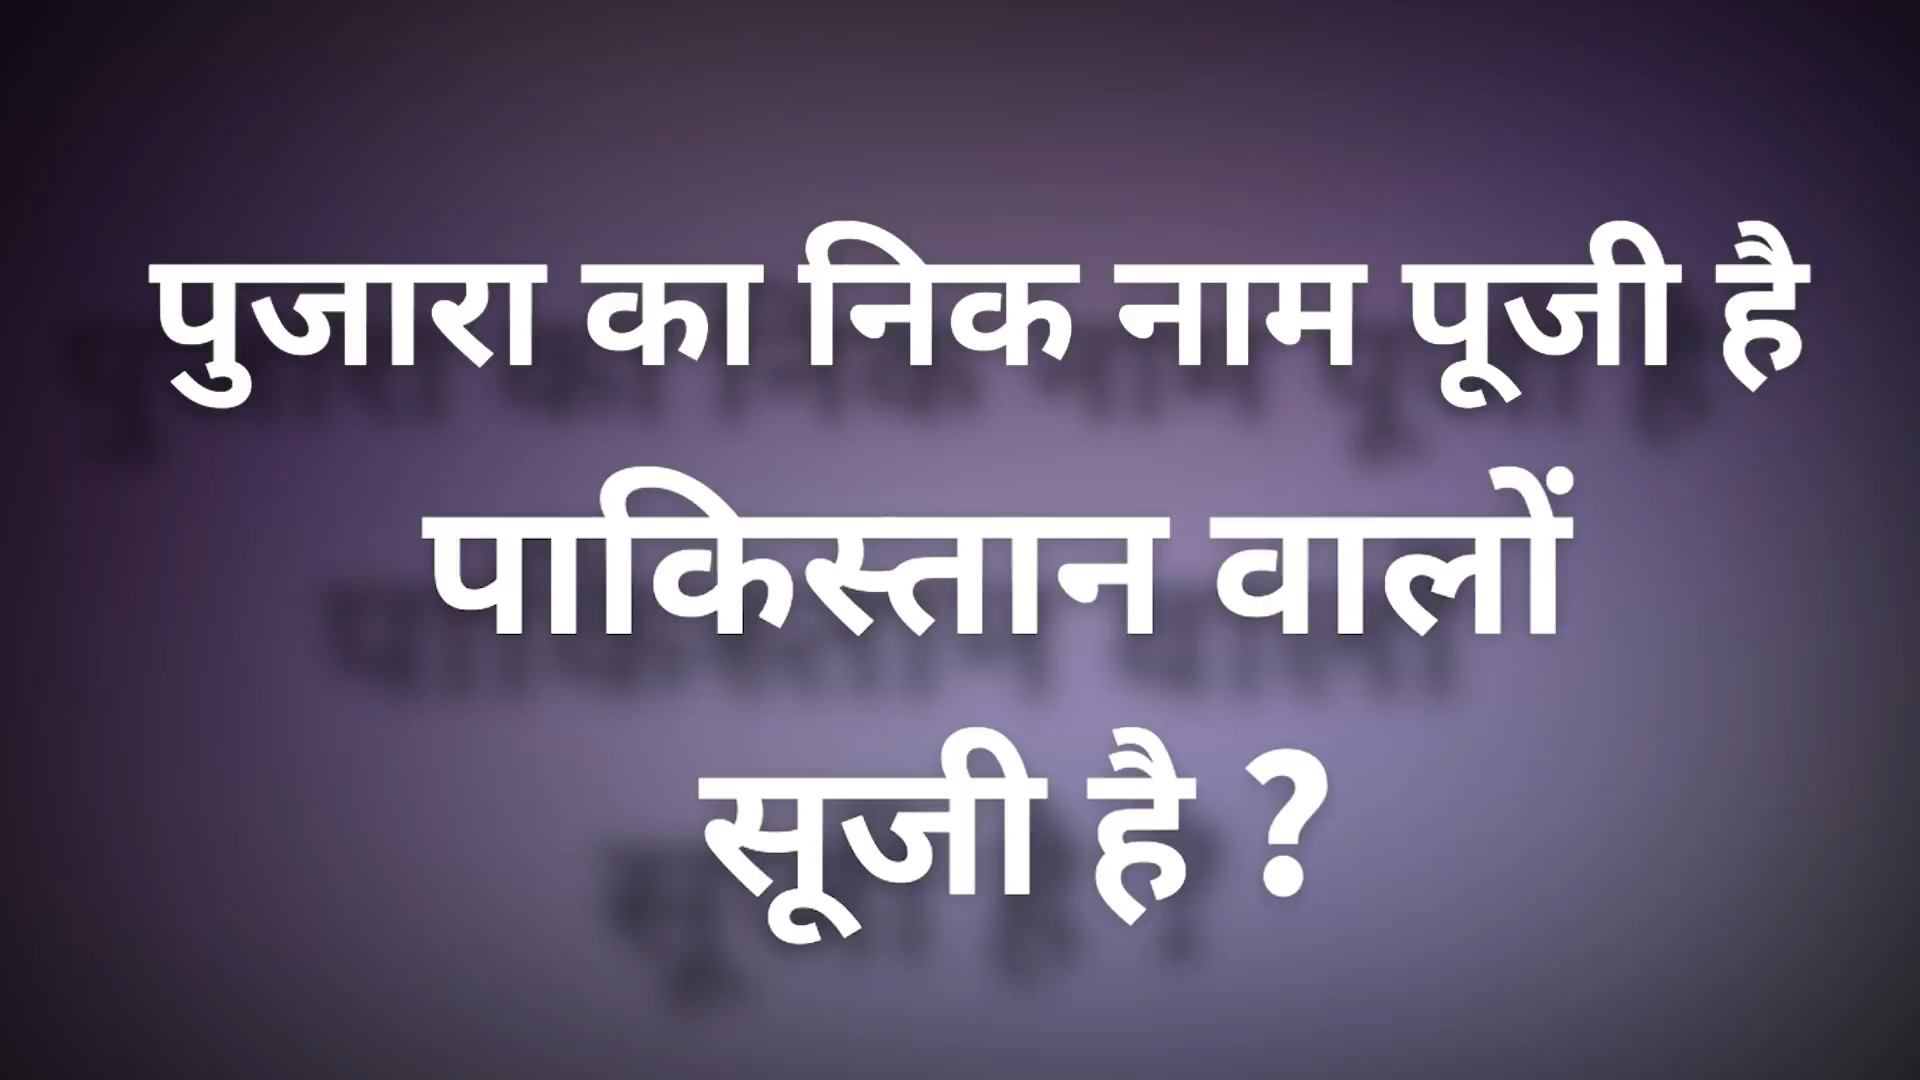 पुजारा का निक नाम पूजी है
पाकिस्तान वालों
सूजी है ?